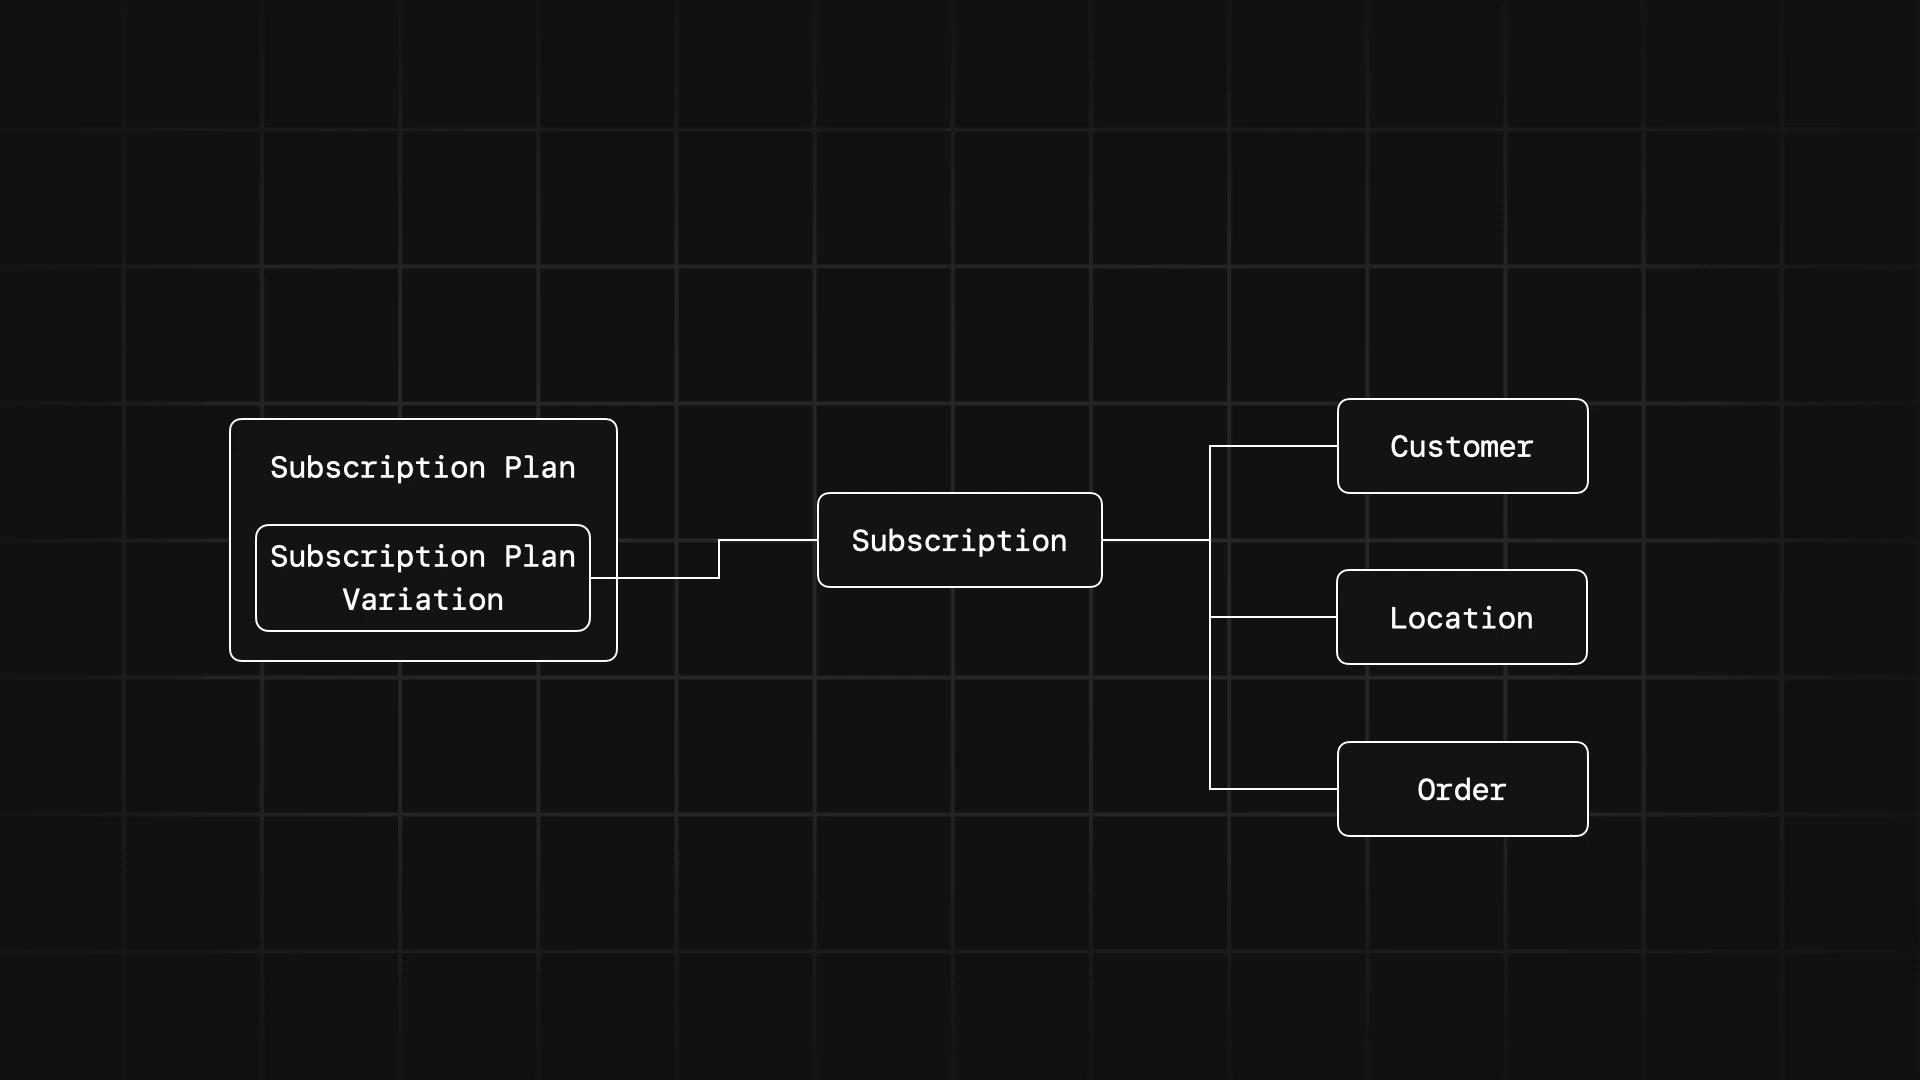 Subscription Plan
Subscription Plan
Variation
Subscription
Customer
Location
Order